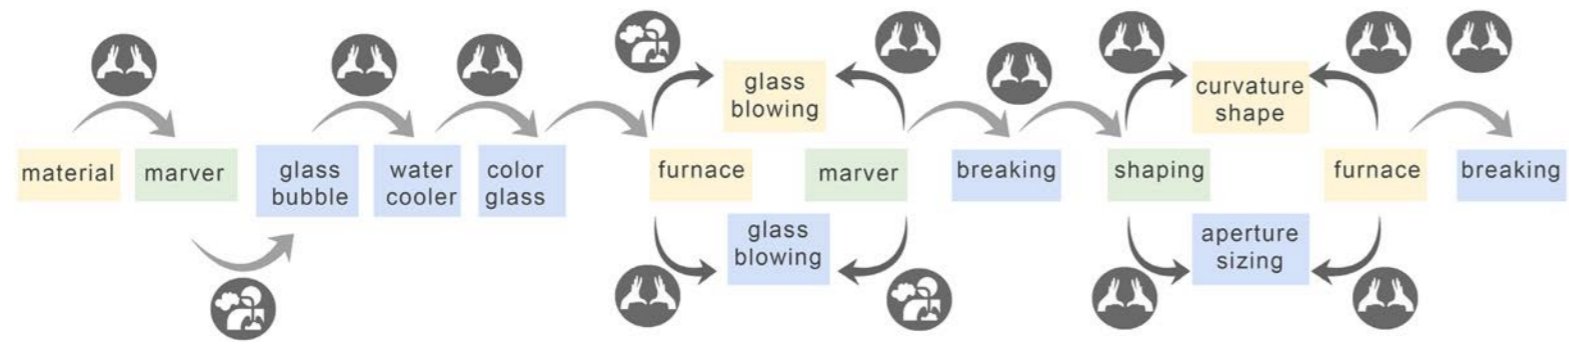 glass
blowing
curvature
shape
material
marver
glass
bubble
water
cooler
color
glass
furnace
marver
breaking
shaping
furnace
breaking
glass
blowing
aperture
sizing